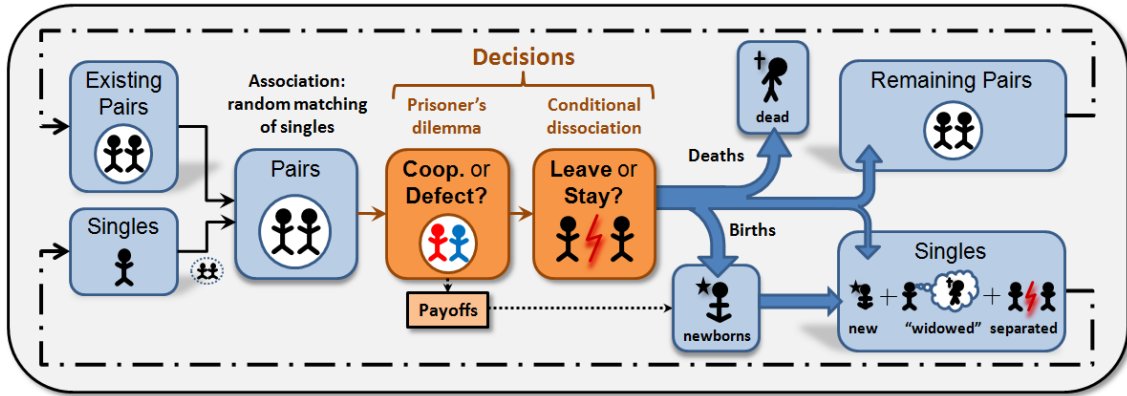 Existing
Pairs
Singles
Association:
random matching
of singles
Pairs
Decisions
Prisoner's
dilemma
Conditional
dissociation
Coop. or
Defect?
Leave or
Stay?
Payoffs
dead
Deaths
Births
newborns
Remaining Pairs
Singles
new
“widowed”
separated